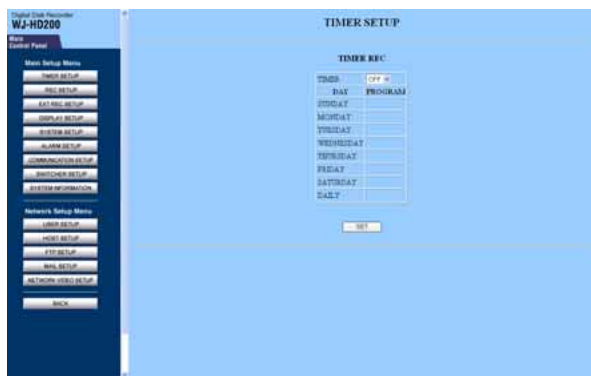 Digital Disk Recorder
WJ-HD200
Main
Control Panel
Main Setup Menu
TIMER SETUP
REC SETUP
EXT REC SETUP
DISPLAY SETUP
SYSTEM SETUP
ALARM SETUP
COMMUNICATION SETUP
SWITCHER SETUP
SYSTEM INFORMATION
Network Setup Menu
USER SETUP
HOST SETUP
FTP SETUP
MAIL SETUP
NETWORK VIDEO SETUP
BACK
TIMER SETUP
TIMER REC
TIMER OFF
DAY PROGRAM
SUNDAY
MONDAY
TUESDAY
WEDNESDAY
THURSDAY
FRIDAY
SATURDAY
DAILY
SET